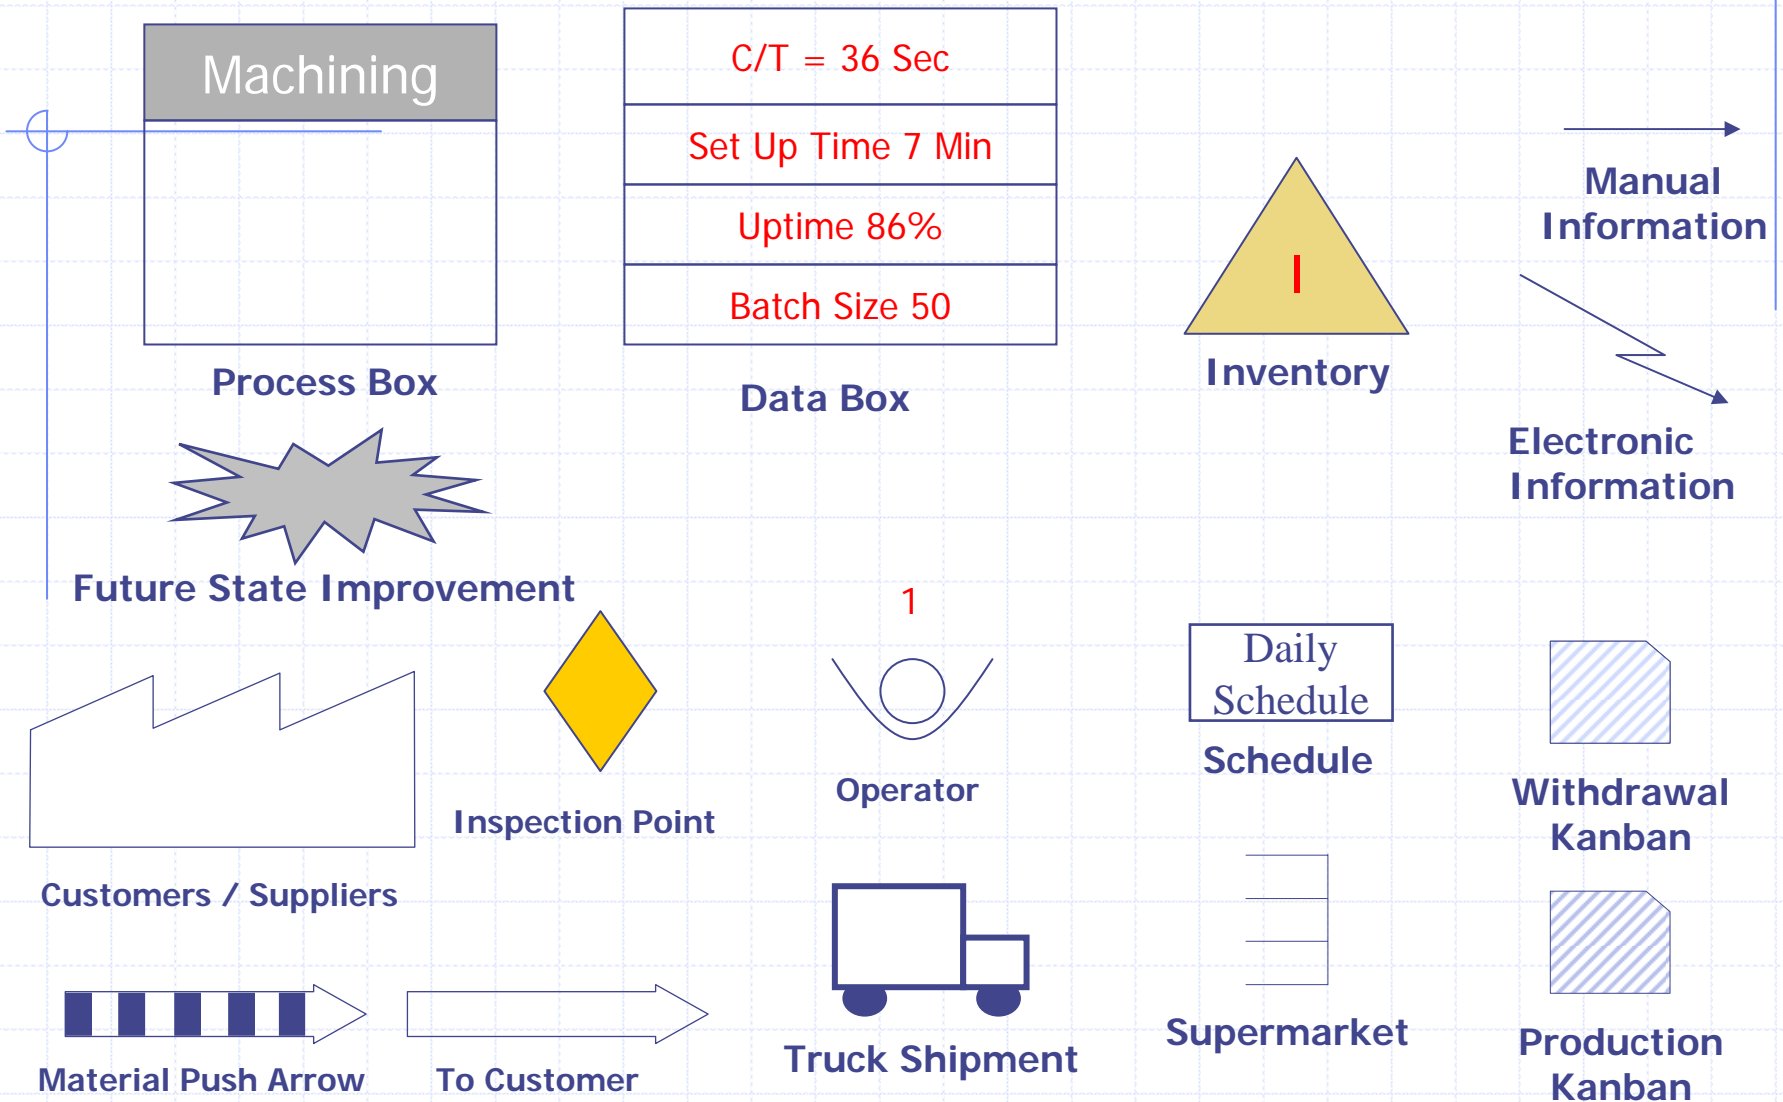 Machining
Process Box
C/T = 36 Sec
Set Up Time 7 Min
Uptime 86%
Batch Size 50
Data Box
I
Inventory
Manual
Information
Electronic
Information
Future State Improvement
Customers / Suppliers
Inspection Point
1
Operator
Daily
Schedule
Schedule
Withdrawal
Kanban
Material Push Arrow
To Customer
Truck Shipment
Supermarket
Production
Kanban